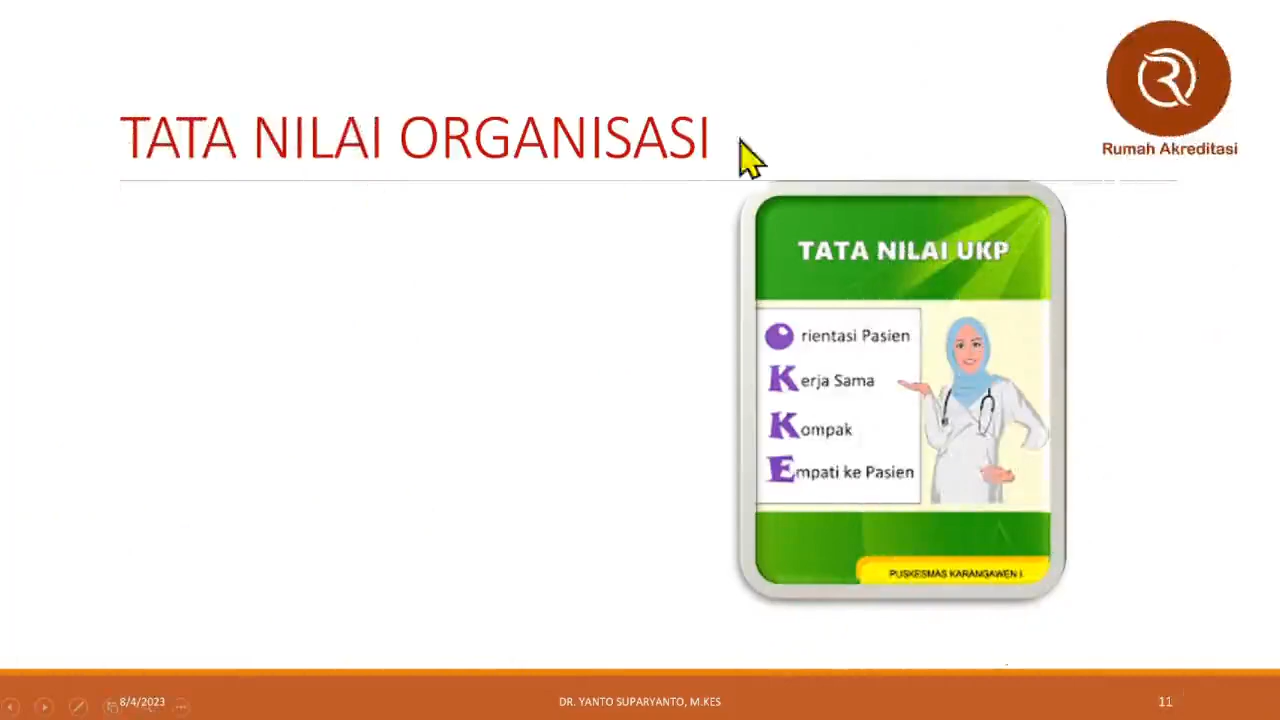 Rumah Akreditasi
TATA NILAI ORGANISASI
TATA NILAI UKP
Orientasi Pasien
Kerja Sama
Kompak
Empati ke Pasien
PUSKESMAS KARANGAWEN I
8/4/2023
DR. YANTO SUPARYANTO, M.KES
11